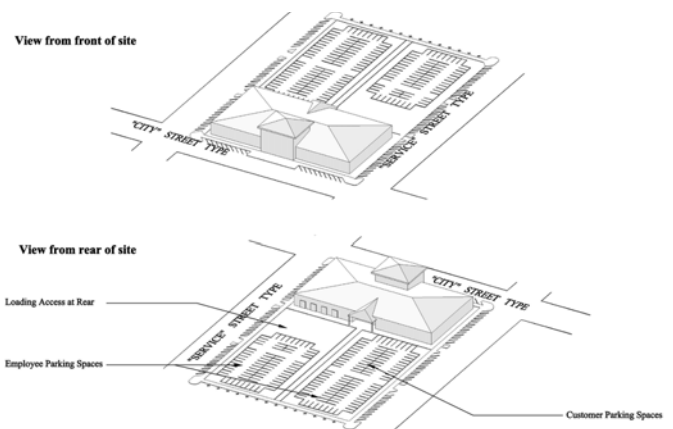 View from front of site
"CITY" STREET TYPE
"SERVICE" STREET TYPE
View from rear of site
"CITY" STREET TYPE
Loading Access at Rear
"SERVICE" STREET TYPE
Employee Parking Spaces
Customer Parking Spaces